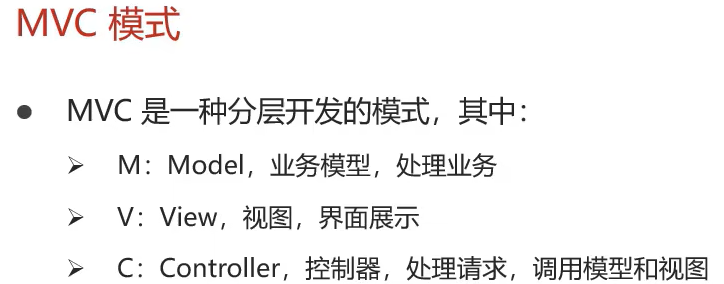 MVC 模式
● MVC 是一种分层开发的模式，其中：
➢ M：Model，业务模型，处理业务
➢ V：View，视图，界面展示
➢ C：Controller，控制器，处理请求，调用模型和视图